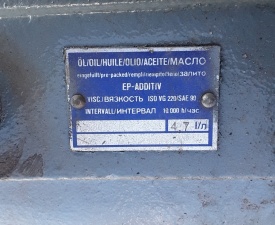 ÖL/OIL/HUILE/OLIO/ACEITE/МАСЛО
EP-ADDITIV
VISC./ВЯЗКОСТЬ ISO VG 220/SAE 90
INTERVALL/ИНТЕРВАЛ 10 000 h/час
4,7 l/л